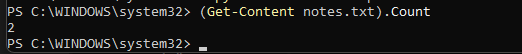 PS C:\WINDOWS\system32> (Get-Content notes.txt).Count
2
PS C:\WINDOWS\system32> _